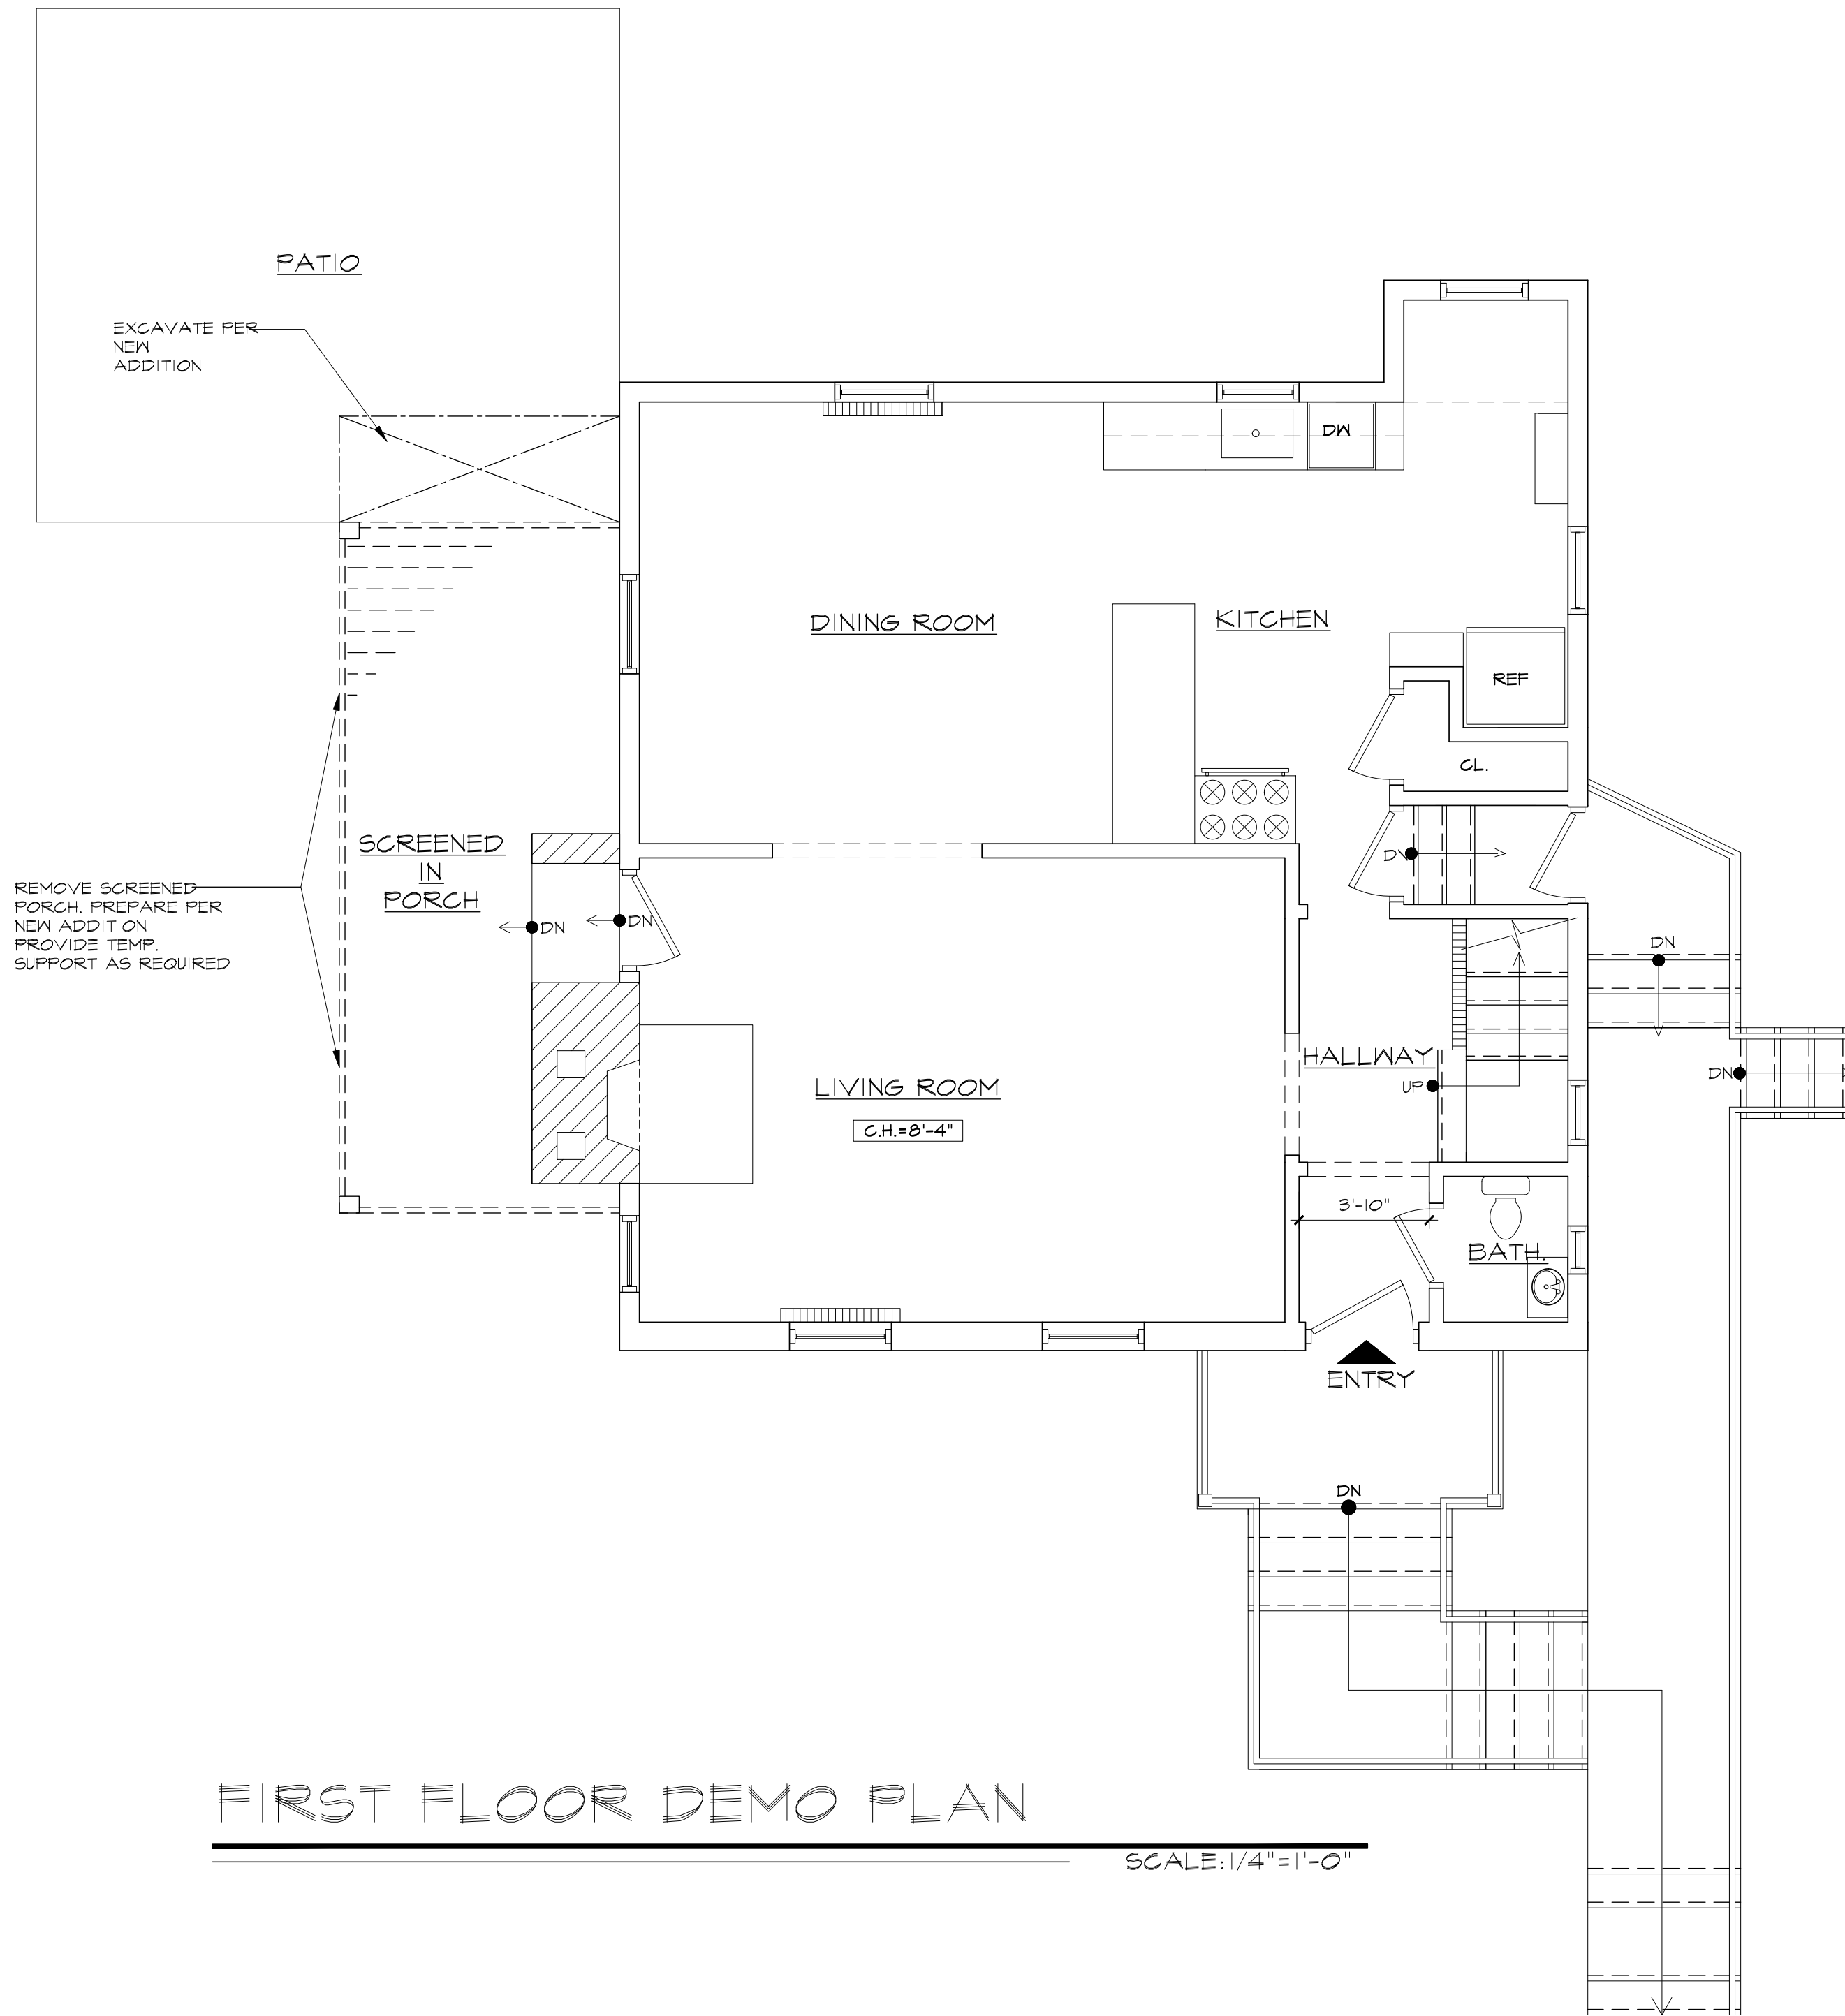 PATIO
EXCAVATE PER
NEW
ADDITION
DW
DINING ROOM
KITCHEN
REF
CL.
SCREENED
IN
PORCH
DN
DN
DN
REMOVE SCREENED
PORCH. PREPARE PER
NEW ADDITION
PROVIDE TEMP.
SUPPORT AS REQUIRED
DN
DN
HALLWAY
UP
LIVING ROOM
C.H.=8'-4"
3'-10"
BATH.
ENTRY
DN
FIRST FLOOR DEMO PLAN
SCALE: 1/4"=1'-0"